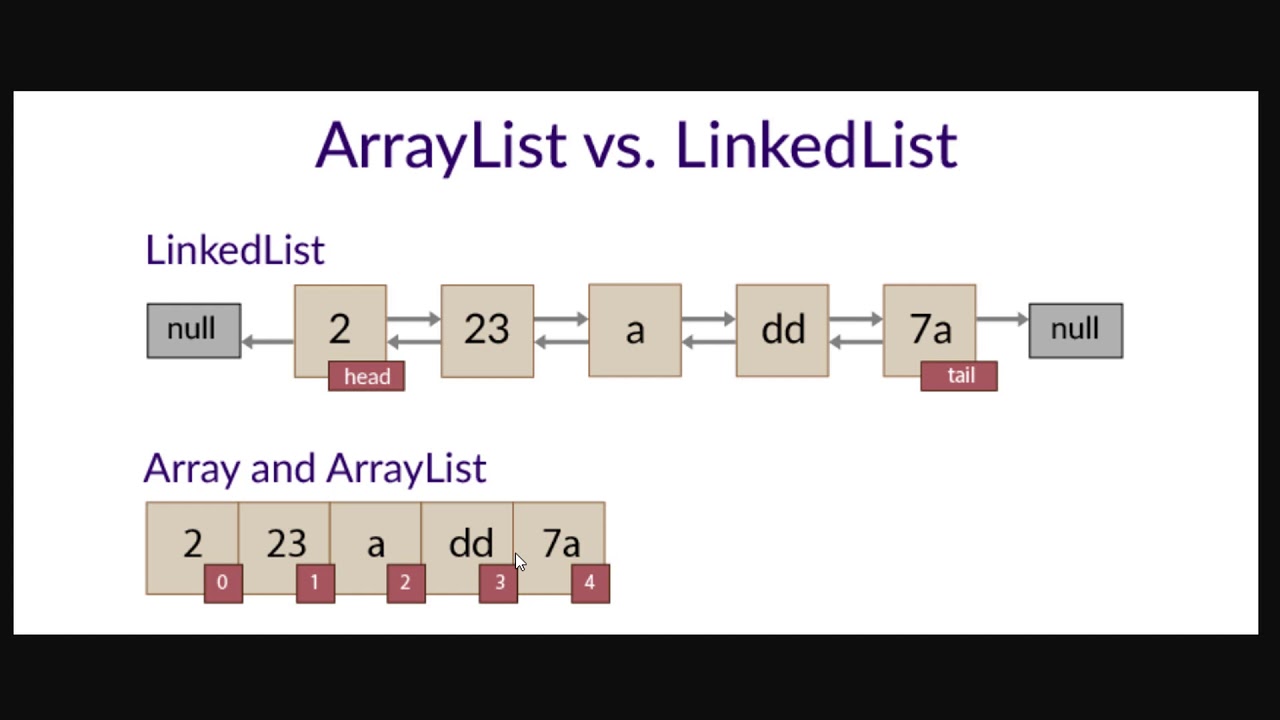 ArrayList vs. LinkedList
LinkedList
null 2 23 a dd 7a null
head tail
Array and ArrayList
2 23 a dd 7a
0 1 2 3 4